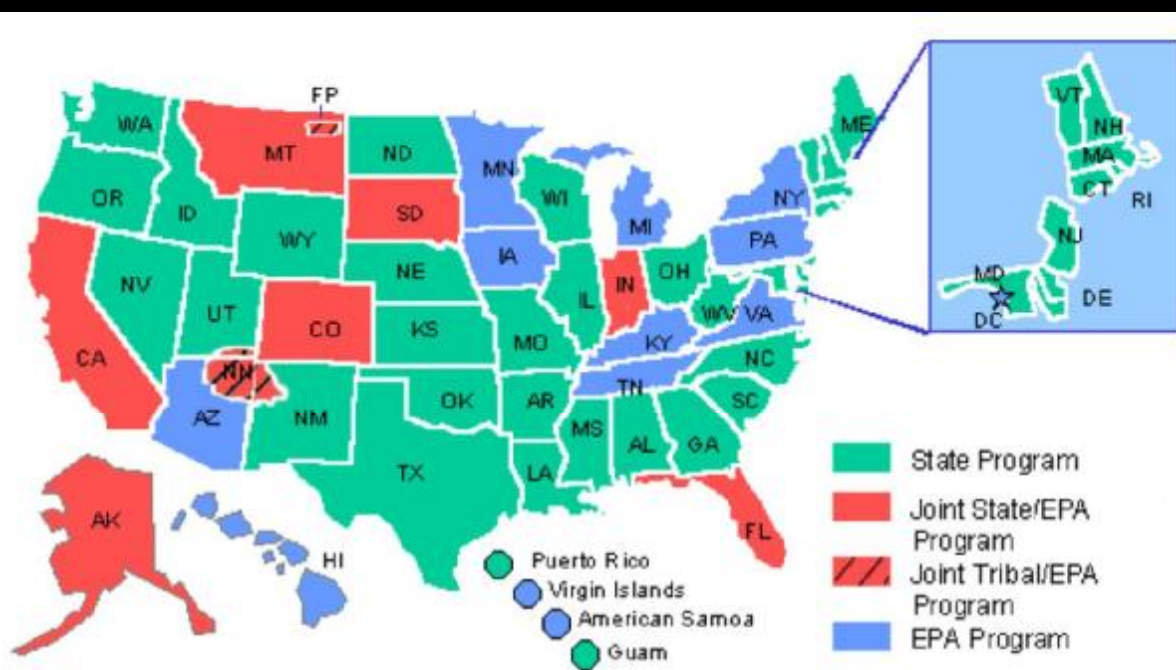 FP
WA
MT
ND
MN
ME
VT
NH
OR
ID
SD
WI
NY
MA
CT
RI
WY
MI
IA
PA
NJ
NV
NE
OH
MD
UT
CO
IL
IN
WV
VA
DE
DC
CA
KS
MO
KY
NC
NN
TN
AZ
NM
OK
AR
SC
MS
AL
GA
TX
LA
State Program
AK
Joint State/EPA
Program
FL
HI
Puerto Rico
Joint Tribal/EPA
Program
Virgin Islands
American Samoa
EPA Program
Guam